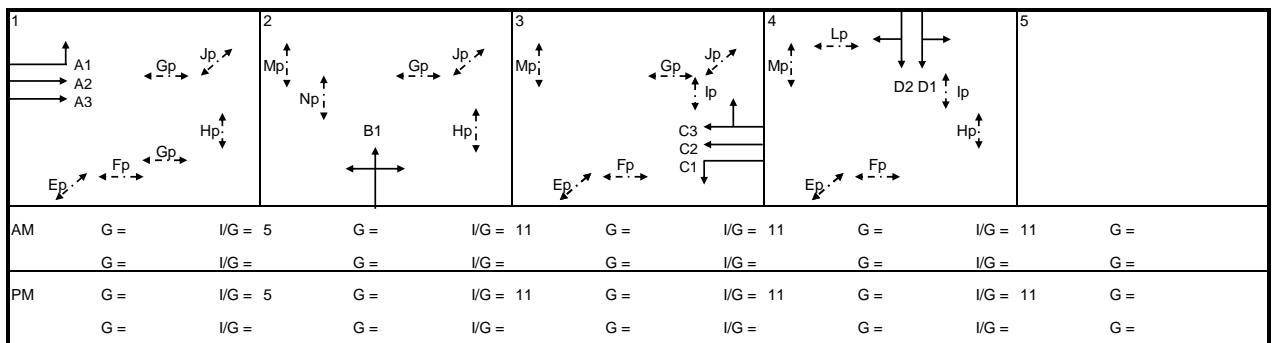 1
A1
A2
A3
Gp
Jp
Hp
Gp
Fp
Ep
2
Mp
Np
Gp
Jp
Hp
B1
3
Mp
Gp
Jp
Ip
C3
C2
C1
Fp
Ep
4
Mp
Lp
D2 D1
Ip
Hp
Fp
Ep
5
AM G = I/G = 5 G = I/G = 11 G = I/G = 11 G = I/G = 11 G =
G = I/G = G = I/G = G = I/G = G = I/G = G =
PM G = I/G = 5 G = I/G = 11 G = I/G = 11 G = I/G = 11 G =
G = I/G = G = I/G = G = I/G = G = I/G = G =